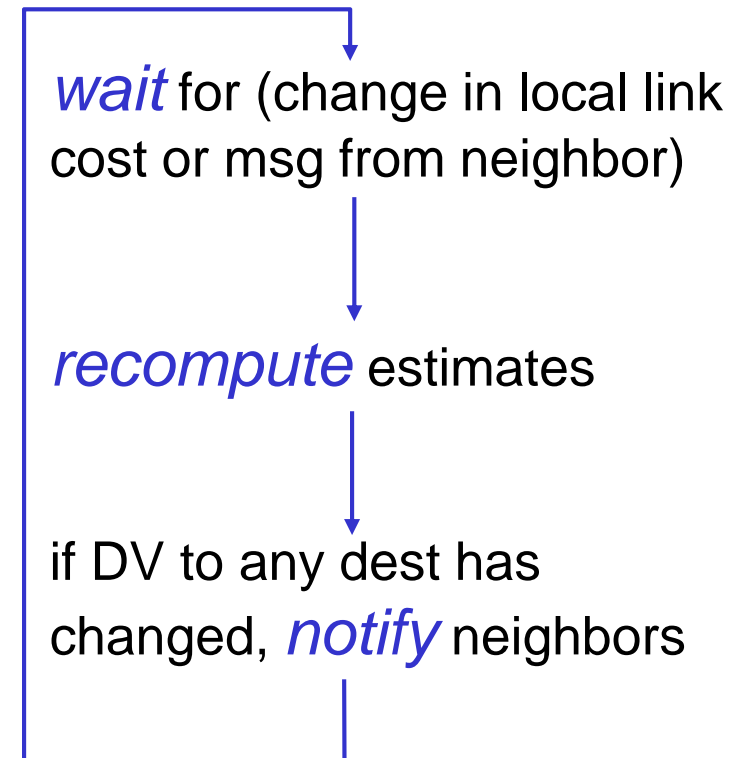 wait for (change in local link
cost or msg from neighbor)
recompute estimates
if DV to any dest has
changed, notify neighbors